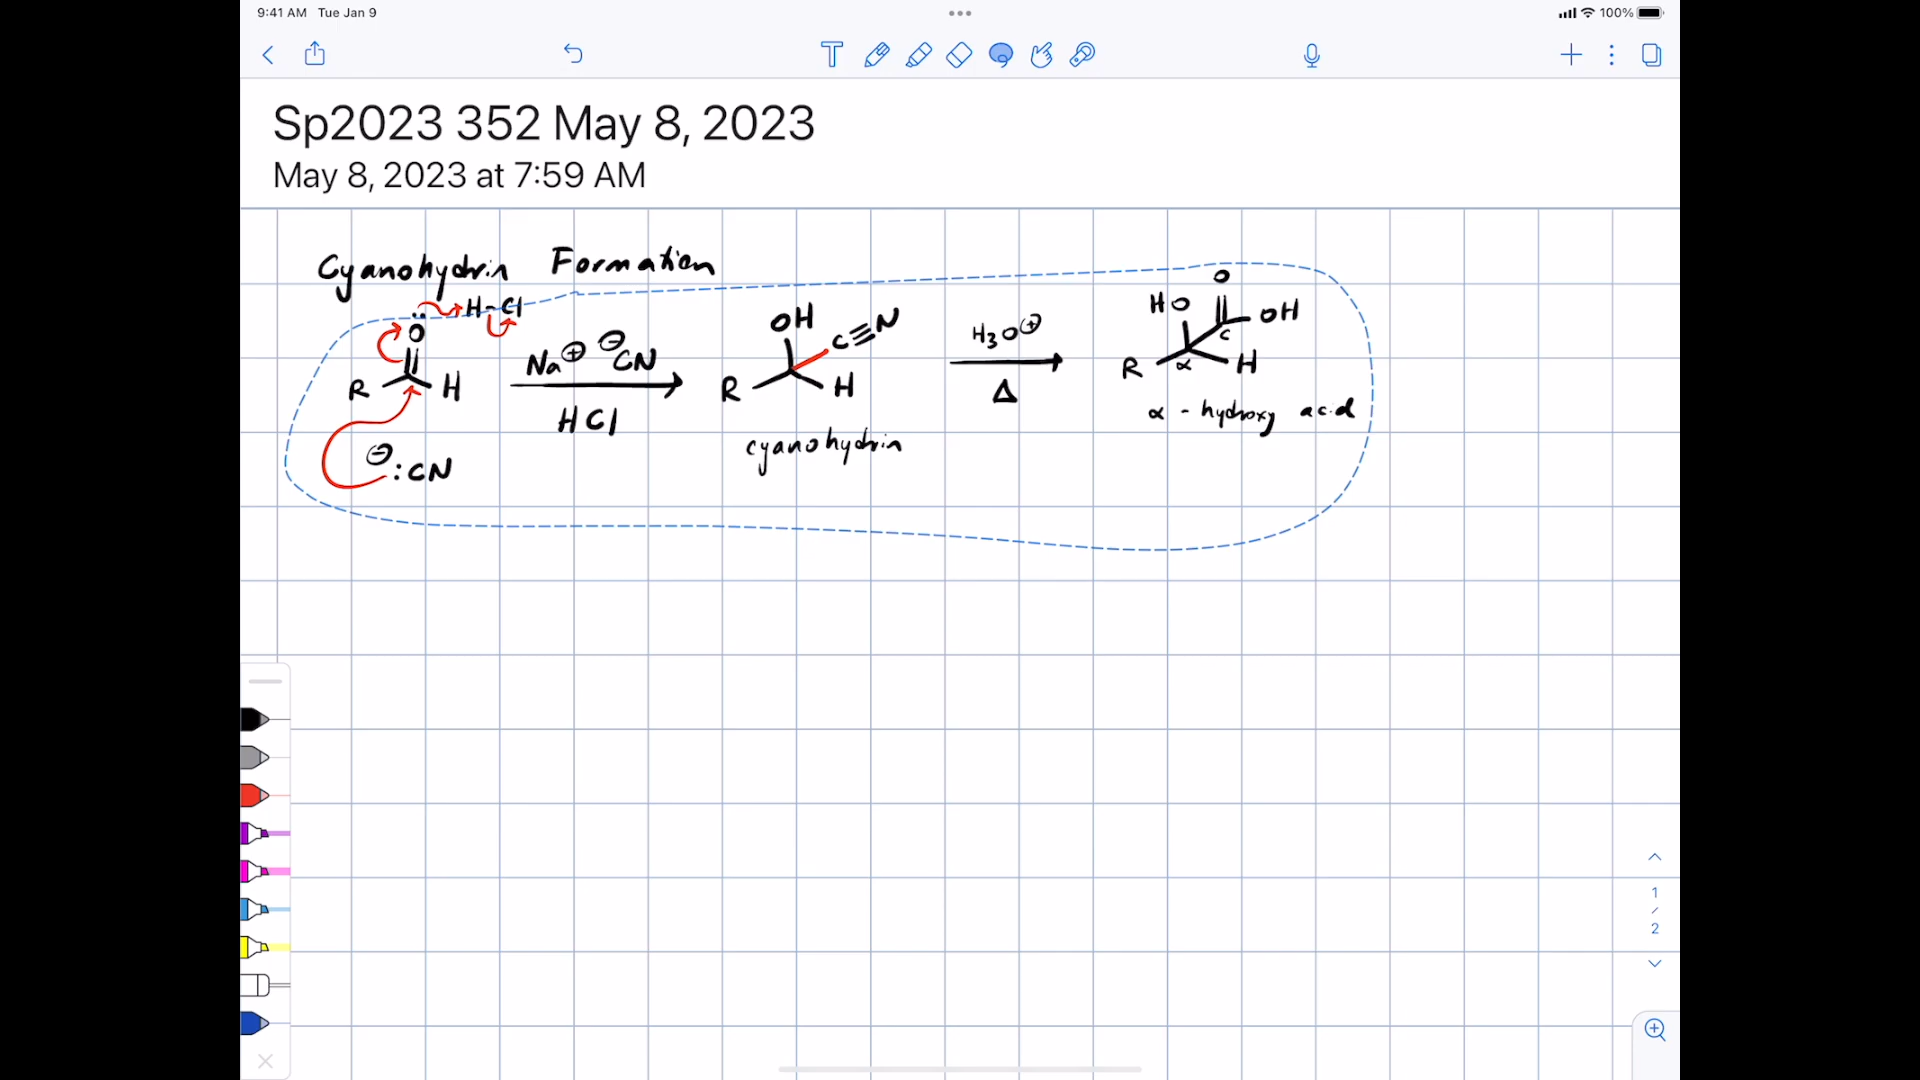 9:41 AM Tue Jan 9
100%
T
Sp2023 352 May 8, 2023
May 8, 2023 at 7:59 AM
Cyanohydrin Formation
H-Cl
O
R H
⊖:CN
Na⊕ ⊖CN
HCl
OH
C≡N
R H
cyanohydrin
H3O⊕
Δ
O
HO OH
C
R α H
α - hydroxy acid
1
/
2